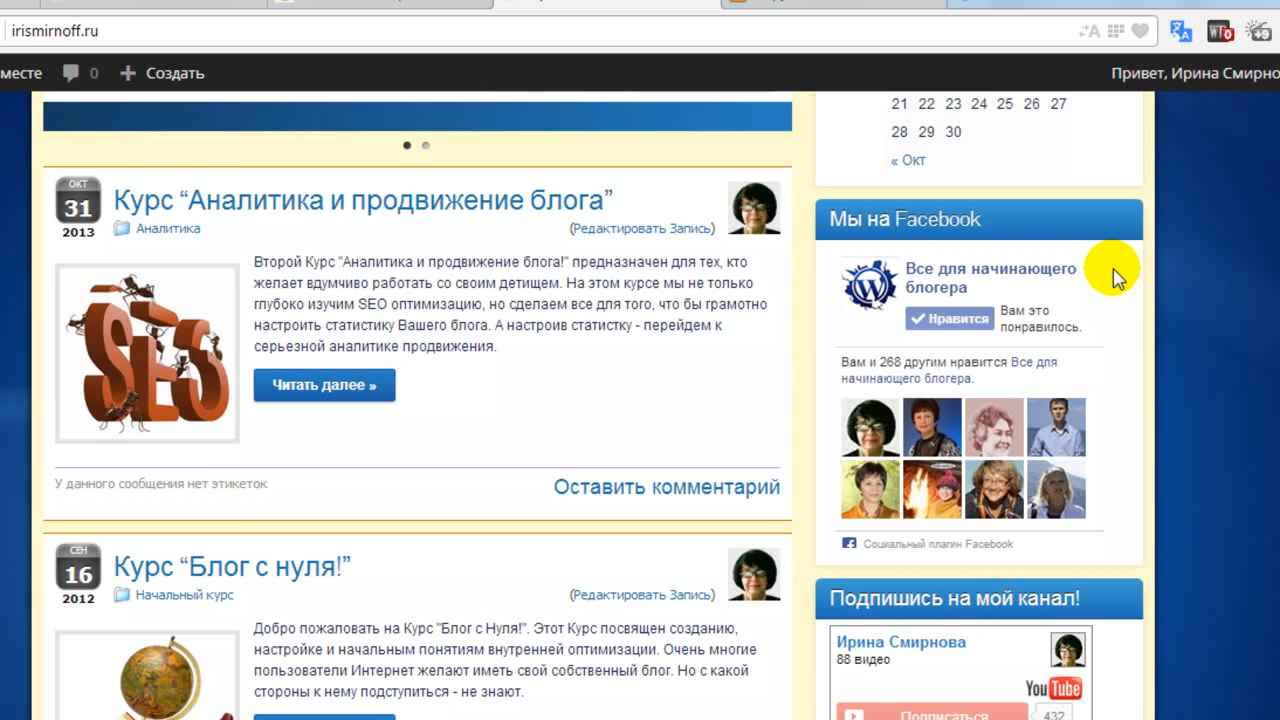 irismirnoff.ru
месте 0 Создать
Привет, Ирина Смирно
ОКТ
31
2013
Курс “Аналитика и продвижение блога”
Аналитика
(Редактировать Запись)
SEO
Второй Курс "Аналитика и продвижение блога!" предназначен для тех, кто
желает вдумчиво работать со своим детищем. На этом курсе мы не только
глубоко изучим SEO оптимизацию, но сделаем все для того, что бы грамотно
настроить статистику Вашего блога. А настроив статистку - перейдем к
серьезной аналитике продвижения.
Читать далее »
У данного сообщения нет этикеток
Оставить комментарий
СЕН
16
2012
Курс “Блог с нуля!”
Начальный курс
(Редактировать Запись)
Добро пожаловать на Курс "Блог с Нуля!". Этот Курс посвящен созданию,
настройке и начальным понятиям внутренней оптимизации. Очень многие
пользователи Интернет желают иметь свой собственный блог. Но с какой
стороны к нему подступиться - не знают.
21 22 23 24 25 26 27
28 29 30
« Окт
Мы на Facebook
Все для начинающего
блогера
Нравится
Вам это
понравилось.
Вам и 268 другим нравится Все для
начинающего блогера.
Социальный плагин Facebook
Подпишись на мой канал!
Ирина Смирнова
88 видео
YouTube
Подписаться
432